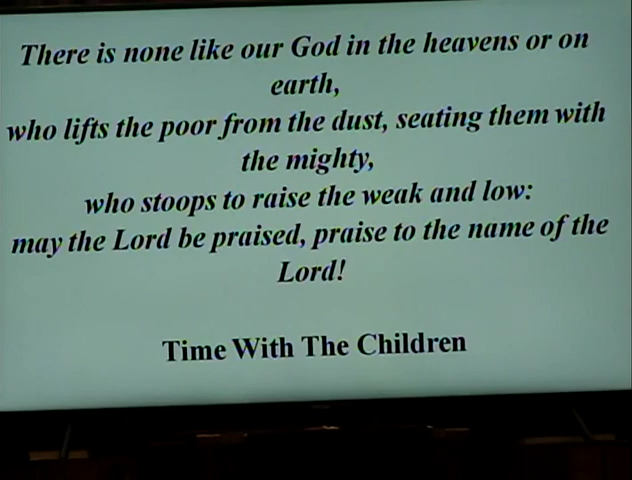 There is none like our God in the heavens or on
earth,
who lifts the poor from the dust, seating them with
the mighty,
who stoops to raise the weak and low:
may the Lord be praised, praise to the name of the
Lord!
Time With The Children